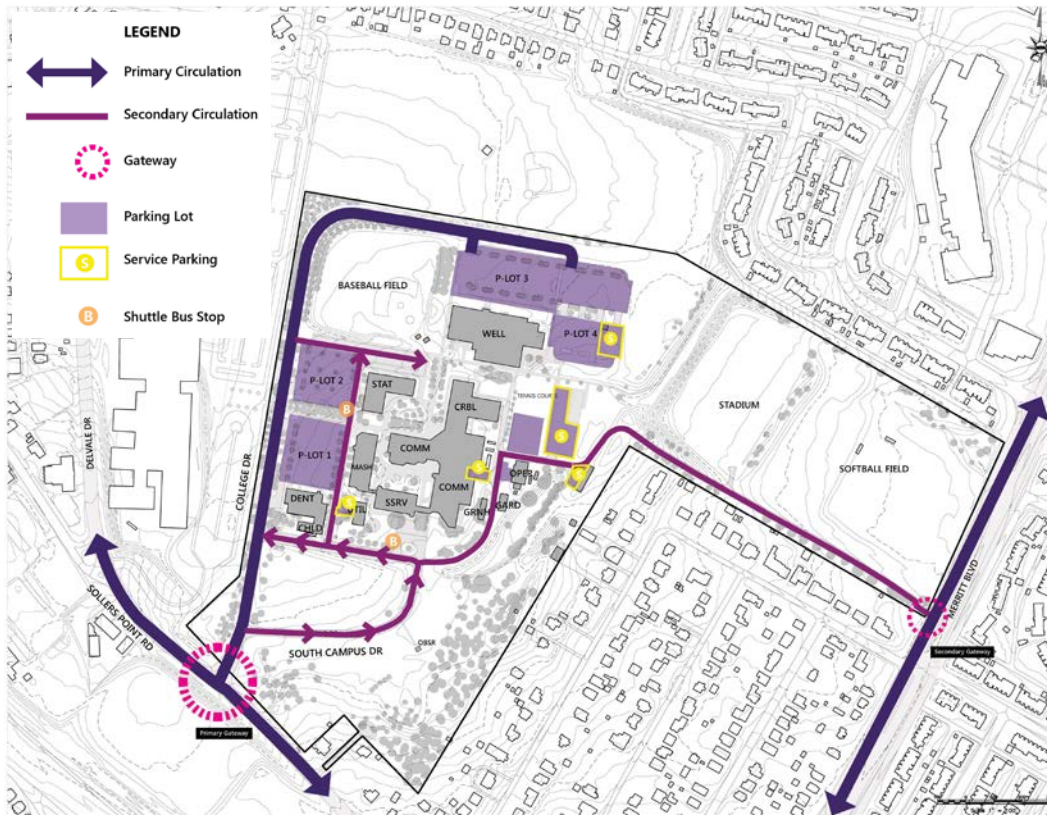 LEGEND
Primary Circulation
Secondary Circulation
Gateway
Parking Lot
S
Service Parking
B
Shuttle Bus Stop
P-LOT 3
BASEBALL FIELD
WELL
P-LOT 4
S
P-LOT 2
STAT
B
CRBL
STADIUM
S
DELVALE DR
COLLEGE DR
P-LOT 1
MASH
COMM
SOFTBALL FIELD
S
OPER
S
COMM
DENT
S
UTIL
SSRV
GRNH
GARD
CHLD
B
MERRITT BLVD
SOLLERS POINT RD
SOUTH CAMPUS DR
OBSR
Secondary Gateway
Primary Gateway